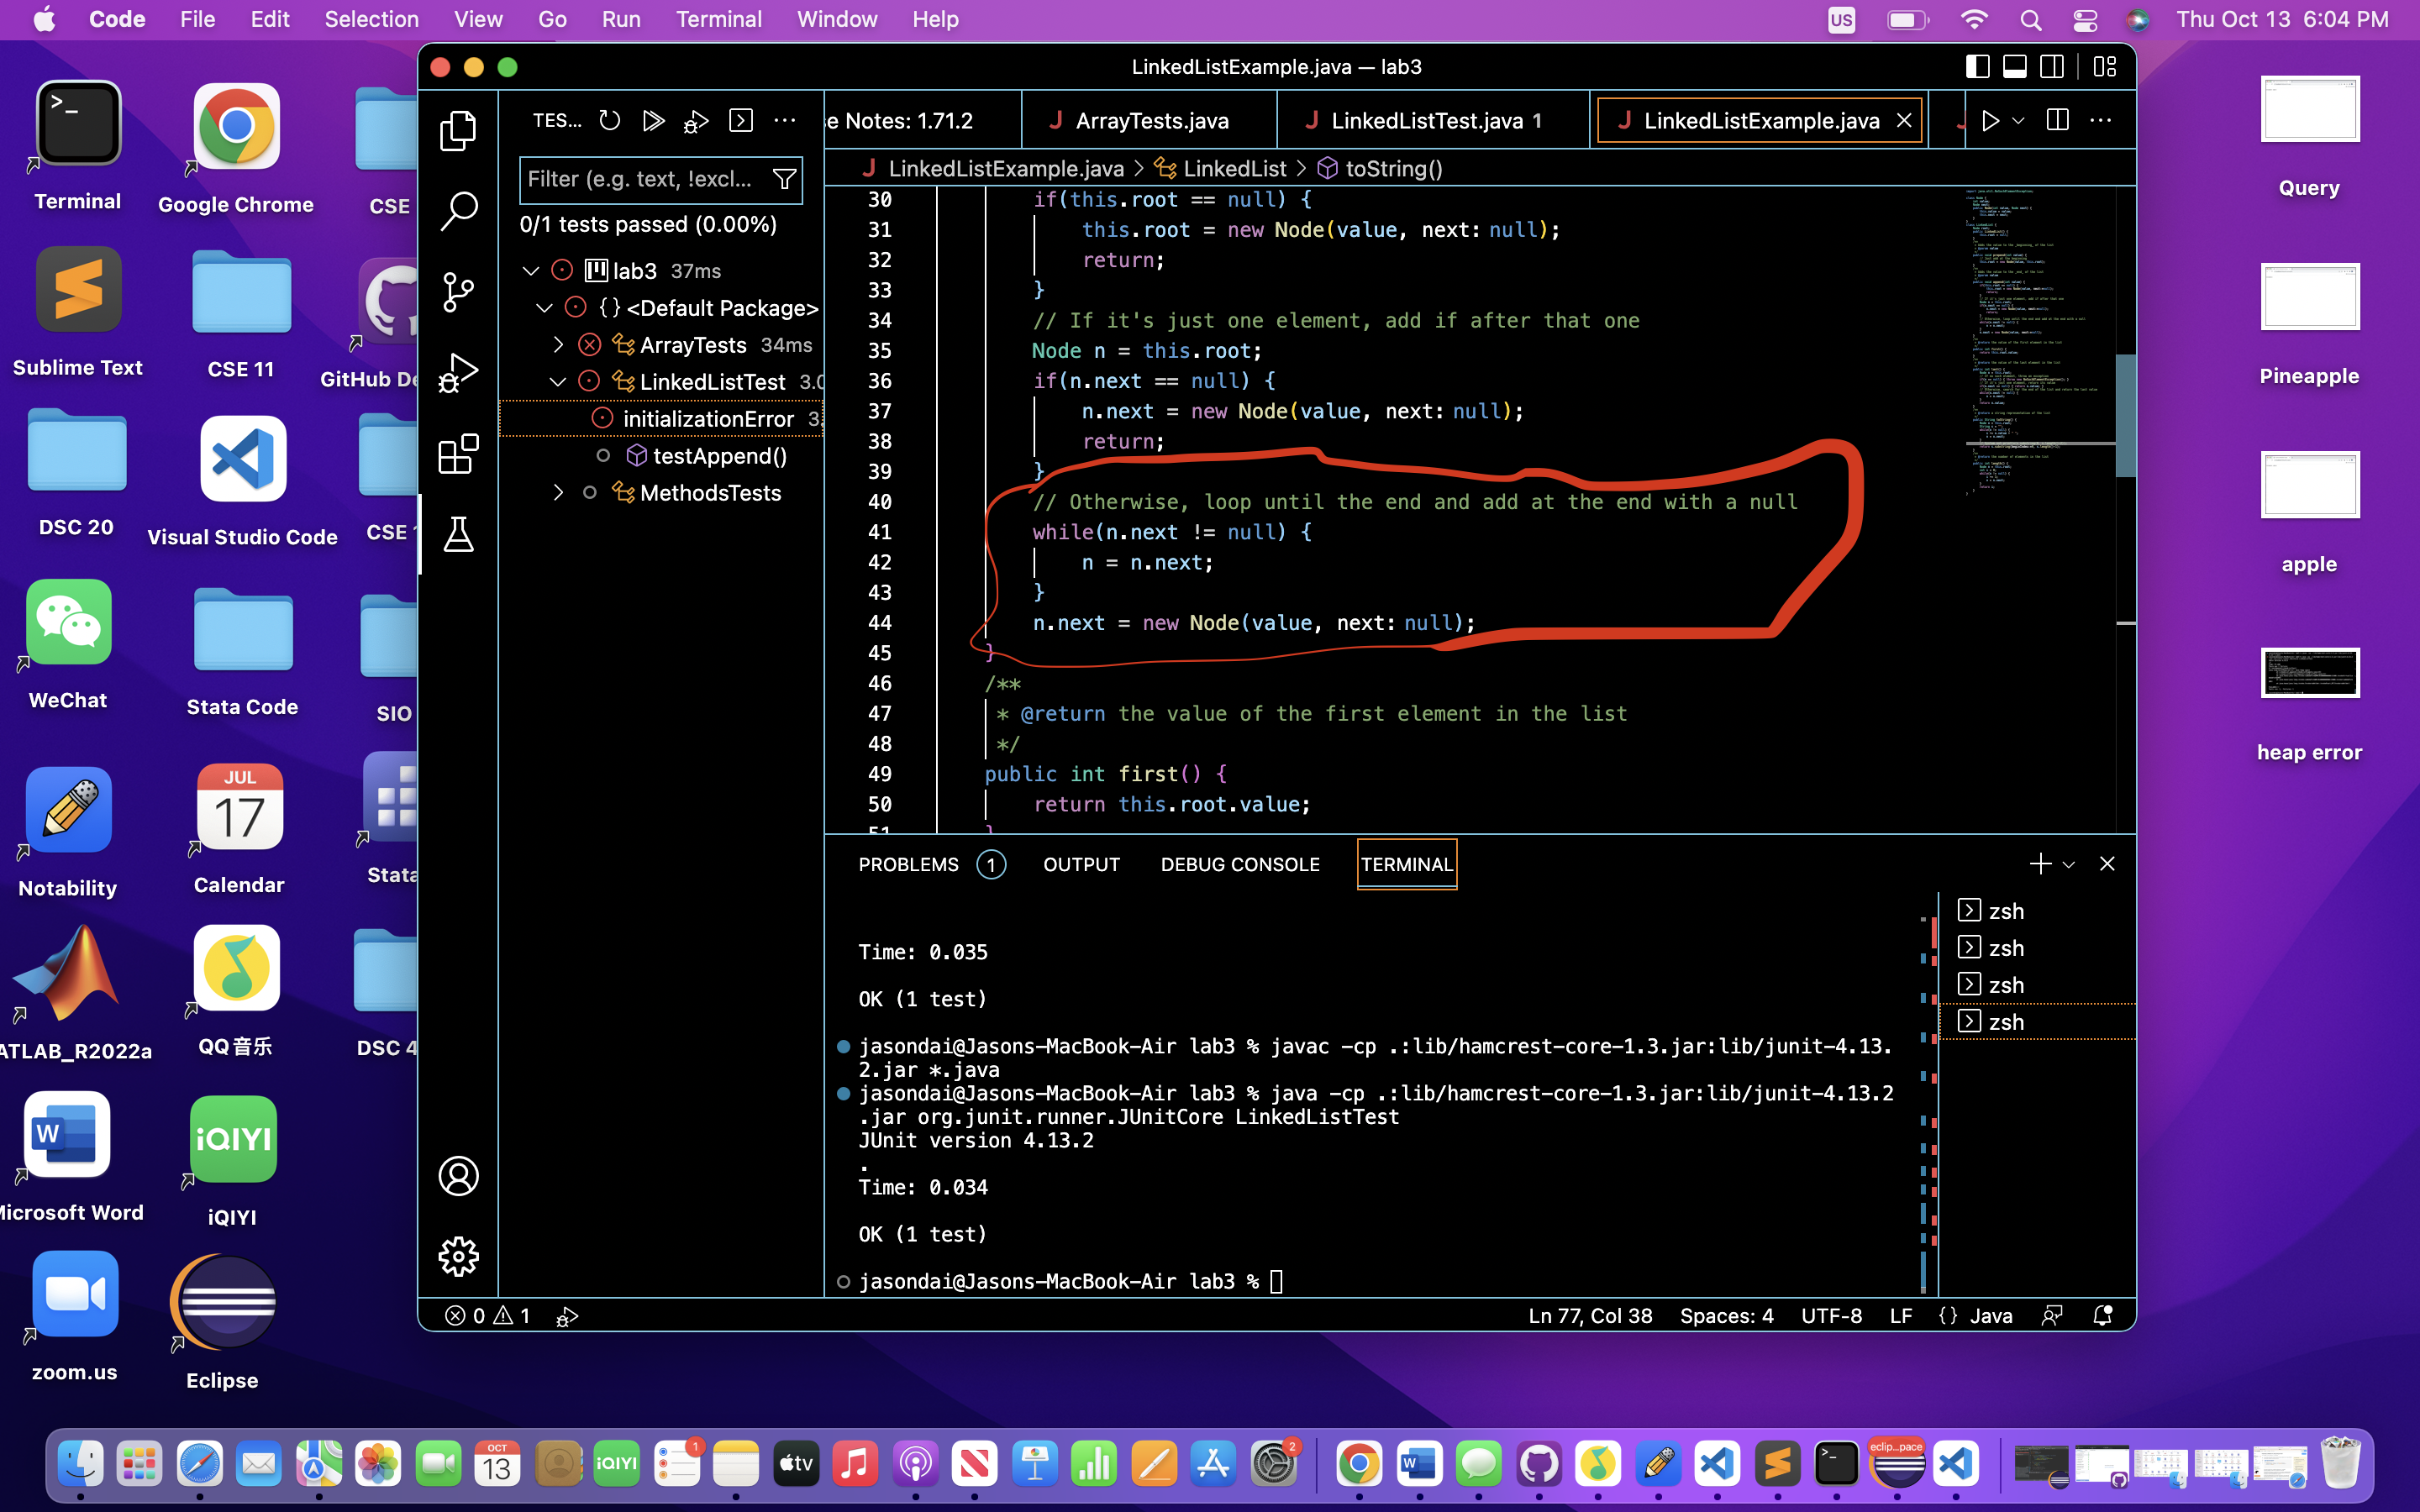 Code File Edit Selection View Go Run Terminal Window Help US Thu Oct 13 6:04 PM
LinkedListExample.java — lab3
Terminal
Google Chrome
CSE
Sublime Text
CSE 11
GitHub De
DSC 20
Visual Studio Code
CSE 1
WeChat
Stata Code
SIO
JUL
17
Notability
Calendar
Stata
ATLAB_R2022a
QQ音乐
DSC 4
W
Microsoft Word
iQIYI
iQIYI
zoom.us
Eclipse
TES... 
Filter (e.g. text, !excl...
0/1 tests passed (0.00%)
lab3 37ms
{} <Default Package>
ArrayTests 34ms
LinkedListTest 3.0
initializationError 3.
testAppend()
MethodsTests
e Notes: 1.71.2 J ArrayTests.java J LinkedListTest.java 1 J LinkedListExample.java
J LinkedListExample.java > LinkedList > toString()
30 if(this.root == null) {
31 this.root = new Node(value, next: null);
32 return;
33 }
34 // If it's just one element, add if after that one
35 Node n = this.root;
36 if(n.next == null) {
37 n.next = new Node(value, next: null);
38 return;
39 }
40 // Otherwise, loop until the end and add at the end with a null
41 while(n.next != null) {
42 n = n.next;
43 }
44 n.next = new Node(value, next: null);
45 }
46 /**
47 * @return the value of the first element in the list
48 */
49 public int first() {
50 return this.root.value;
51 }
PROBLEMS 1 OUTPUT DEBUG CONSOLE TERMINAL
Time: 0.035
OK (1 test)
jasondai@Jasons-MacBook-Air lab3 % javac -cp .:lib/hamcrest-core-1.3.jar:lib/junit-4.13.
2.jar *.java
jasondai@Jasons-MacBook-Air lab3 % java -cp .:lib/hamcrest-core-1.3.jar:lib/junit-4.13.2
.jar org.junit.runner.JUnitCore LinkedListTest
JUnit version 4.13.2
.
Time: 0.034
OK (1 test)
jasondai@Jasons-MacBook-Air lab3 %
zsh
zsh
zsh
zsh
0 1 Ln 77, Col 38 Spaces: 4 UTF-8 LF {} Java
Query
Pineapple
apple
heap error
OCT
13
iQIYI
1
tv
2
W
eclip...pace